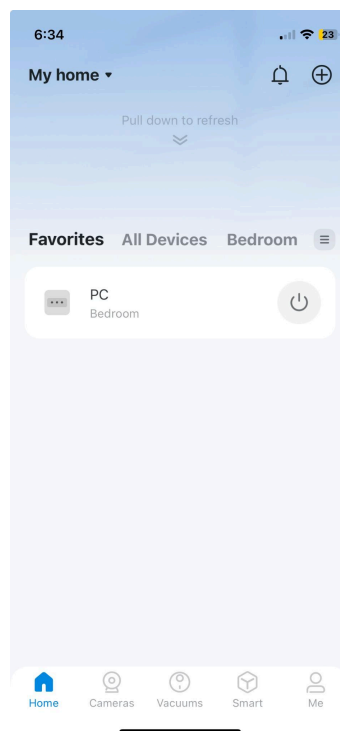 6:34
23
My home
Pull down to refresh
Favorites All Devices Bedroom
PC
Bedroom
Home Cameras Vacuums Smart Me